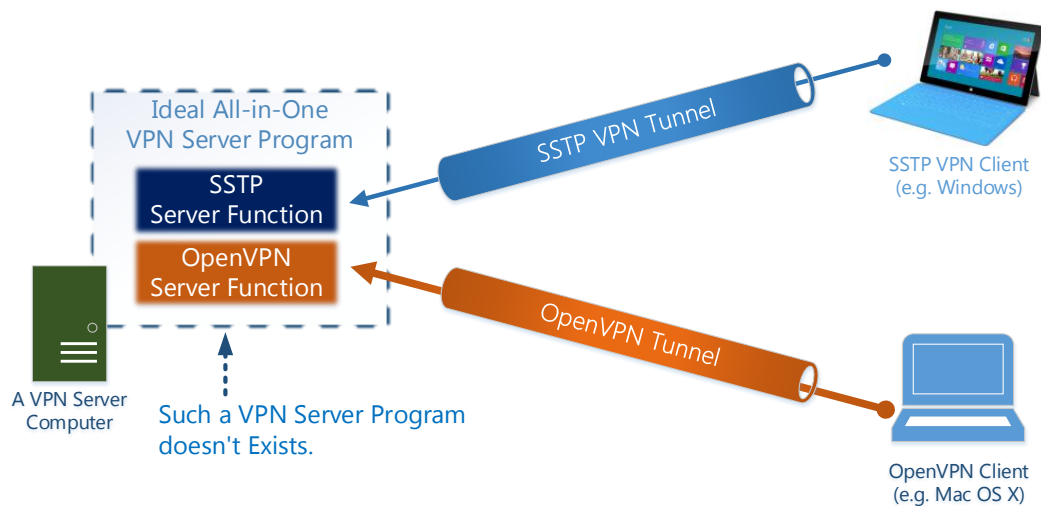 Ideal All-in-One
VPN Server Program
SSTP
Server Function
OpenVPN
Server Function
A VPN Server
Computer
Such a VPN Server Program
doesn't Exists.
SSTP VPN Tunnel
OpenVPN Tunnel
SSTP VPN Client
(e.g. Windows)
OpenVPN Client
(e.g. Mac OS X)